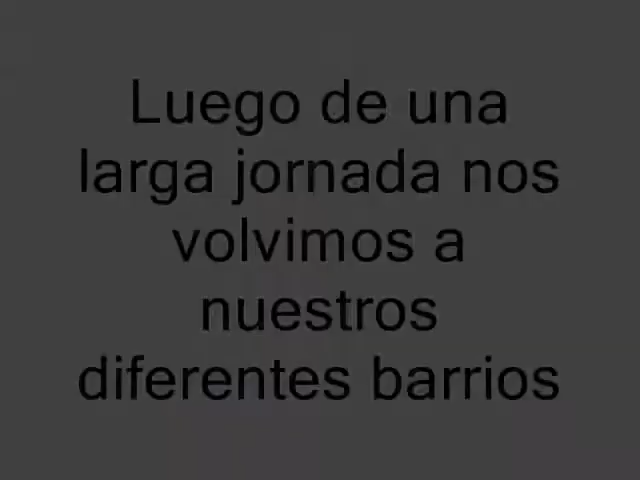 Luego de una
larga jornada nos
volvimos a
nuestros
diferentes barrios